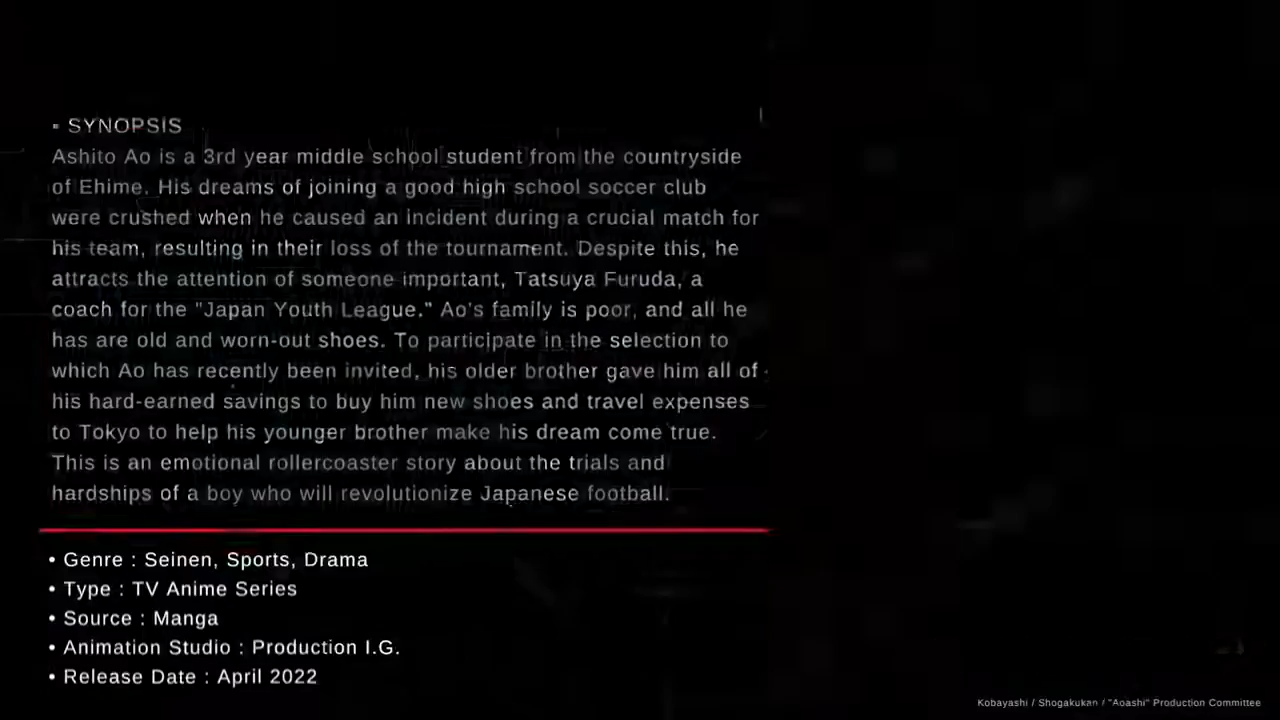 ▪ SYNOPSIS
Ashito Ao is a 3rd year middle school student from the countryside
of Ehime. His dreams of joining a good high school soccer club
were crushed when he caused an incident during a crucial match for
his team, resulting in their loss of the tournament. Despite this, he
attracts the attention of someone important, Tatsuya Furuda, a
coach for the "Japan Youth League." Ao's family is poor, and all he
has are old and worn-out shoes. To participate in the selection to
which Ao has recently been invited, his older brother gave him all of
his hard-earned savings to buy him new shoes and travel expenses
to Tokyo to help his younger brother make his dream come true.
This is an emotional rollercoaster story about the trials and
hardships of a boy who will revolutionize Japanese football.
• Genre : Seinen, Sports, Drama
• Type : TV Anime Series
• Source : Manga
• Animation Studio : Production I.G.
• Release Date : April 2022
Kobayashi / Shogakukan / "Aoashi" Production Committee